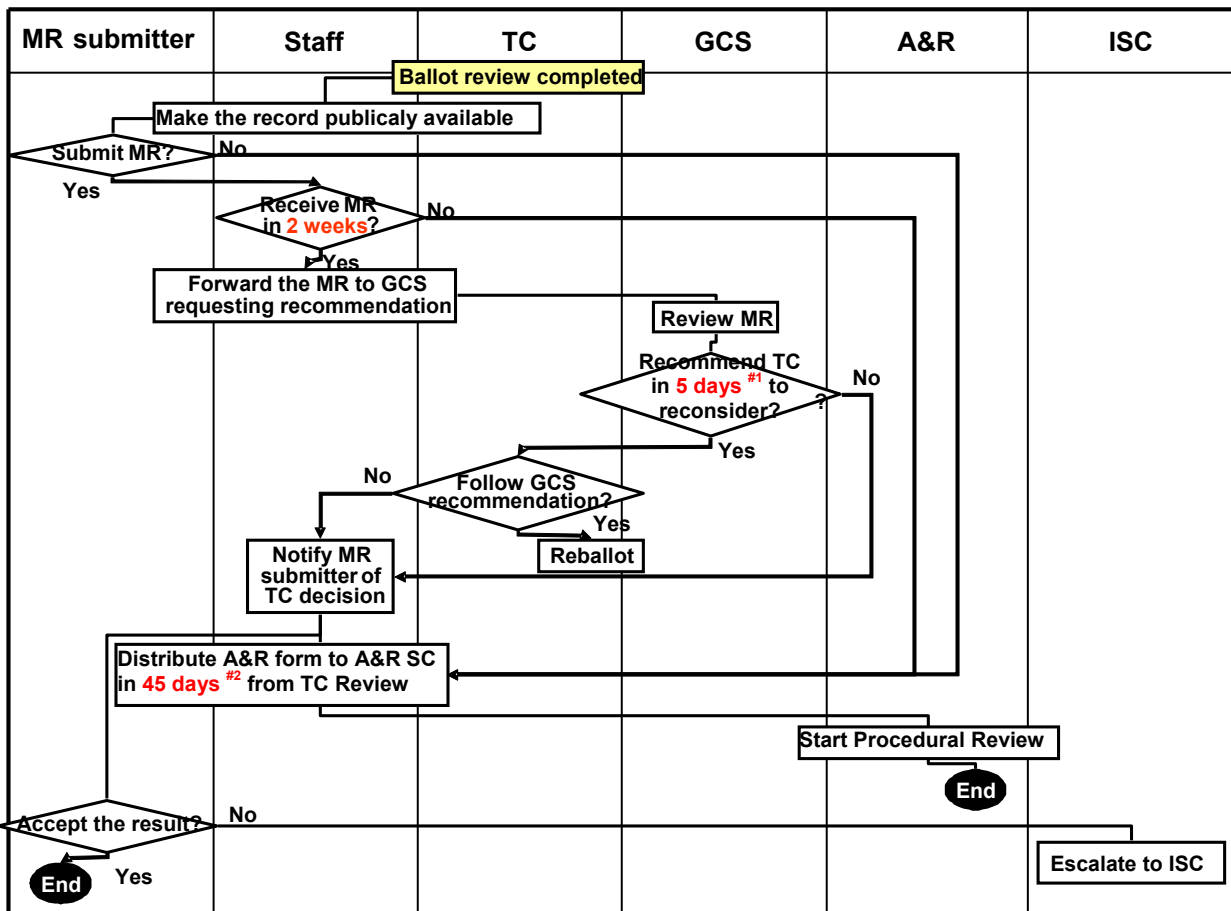 MR submitter
Staff
TC
GCS
A&R
ISC
Ballot review completed
Make the record publicaly available
Submit MR?
No
Yes
Receive MR
in 2 weeks?
No
Yes
Forward the MR to GCS
requesting recommendation
Review MR
Recommend TC
in 5 days #1 to
reconsider?
?
No
Yes
Follow GCS
recommendation?
No
Yes
Reballot
Notify MR
submitter of
TC decision
Distribute A&R form to A&R SC
in 45 days #2 from TC Review
Start Procedural Review
End
Accept the result?
No
Yes
End
Escalate to ISC